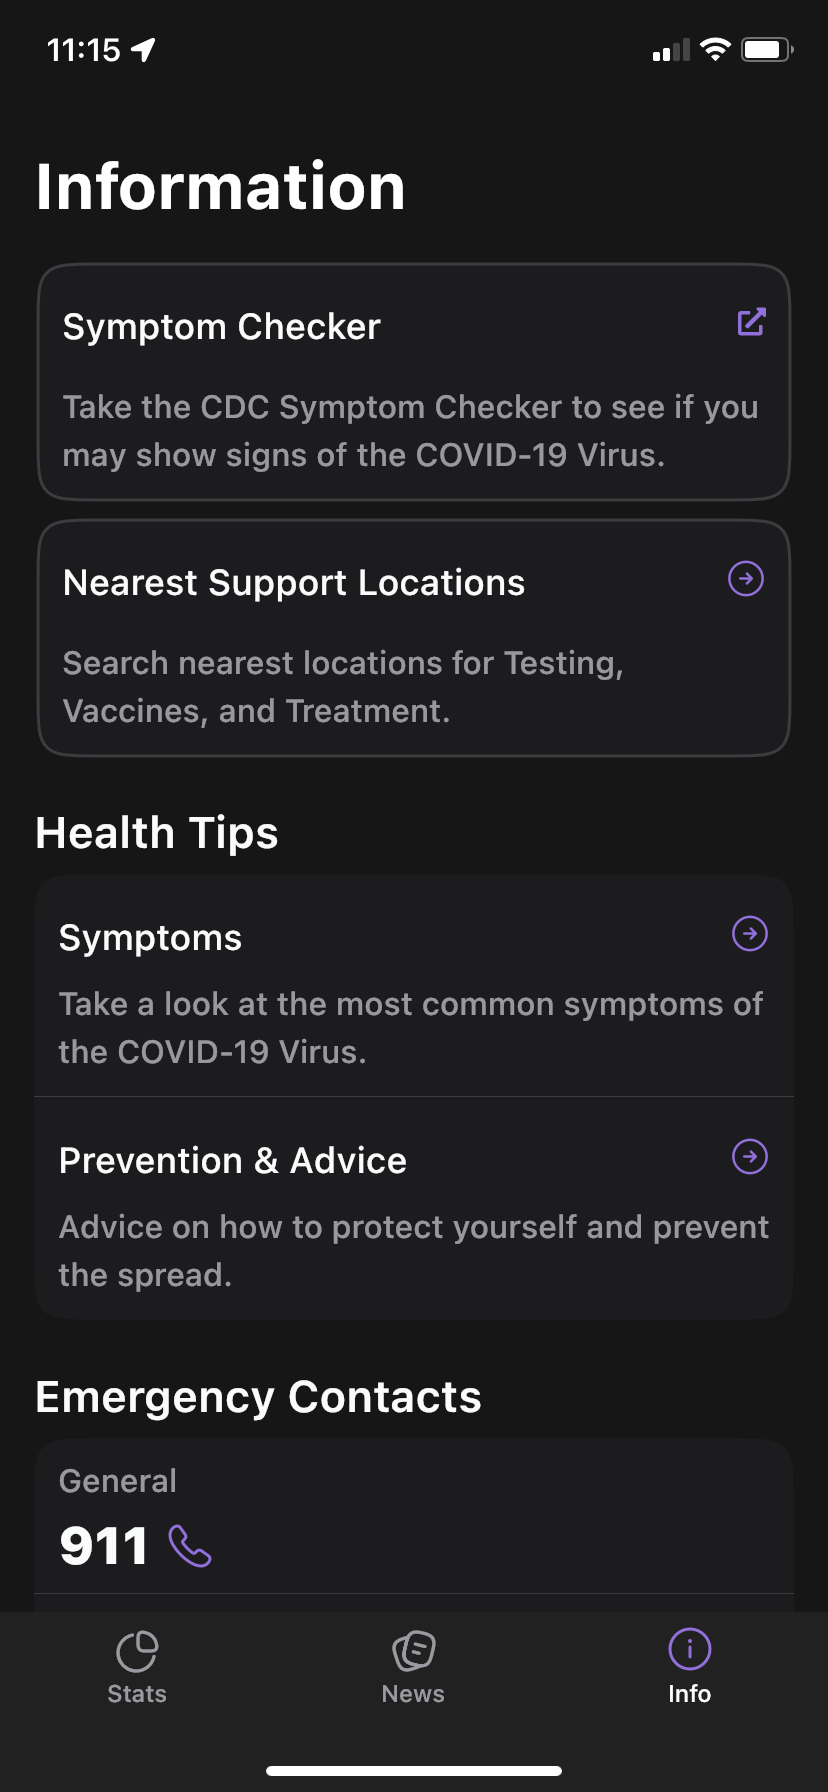 11:15
Information
Symptom Checker
Take the CDC Symptom Checker to see if you
may show signs of the COVID-19 Virus.
Nearest Support Locations
Search nearest locations for Testing,
Vaccines, and Treatment.
Health Tips
Symptoms
Take a look at the most common symptoms of
the COVID-19 Virus.
Prevention & Advice
Advice on how to protect yourself and prevent
the spread.
Emergency Contacts
General
911
Stats
News
Info